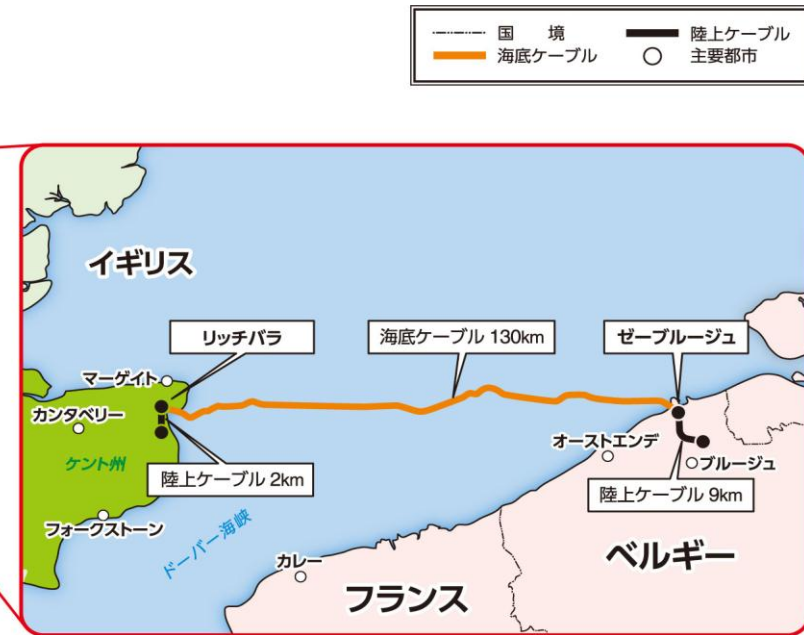 国　境
陸上ケーブル
海底ケーブル
主要都市
イギリス
リッチバラ
海底ケーブル 130km
ゼーブルージュ
マーゲイト
カンタベリー
オーストエンデ
ケント州
陸上ケーブル 2km
ブルージュ
陸上ケーブル 9km
フォークストーン
ドーバー海峡
カレー
ベルギー
フランス